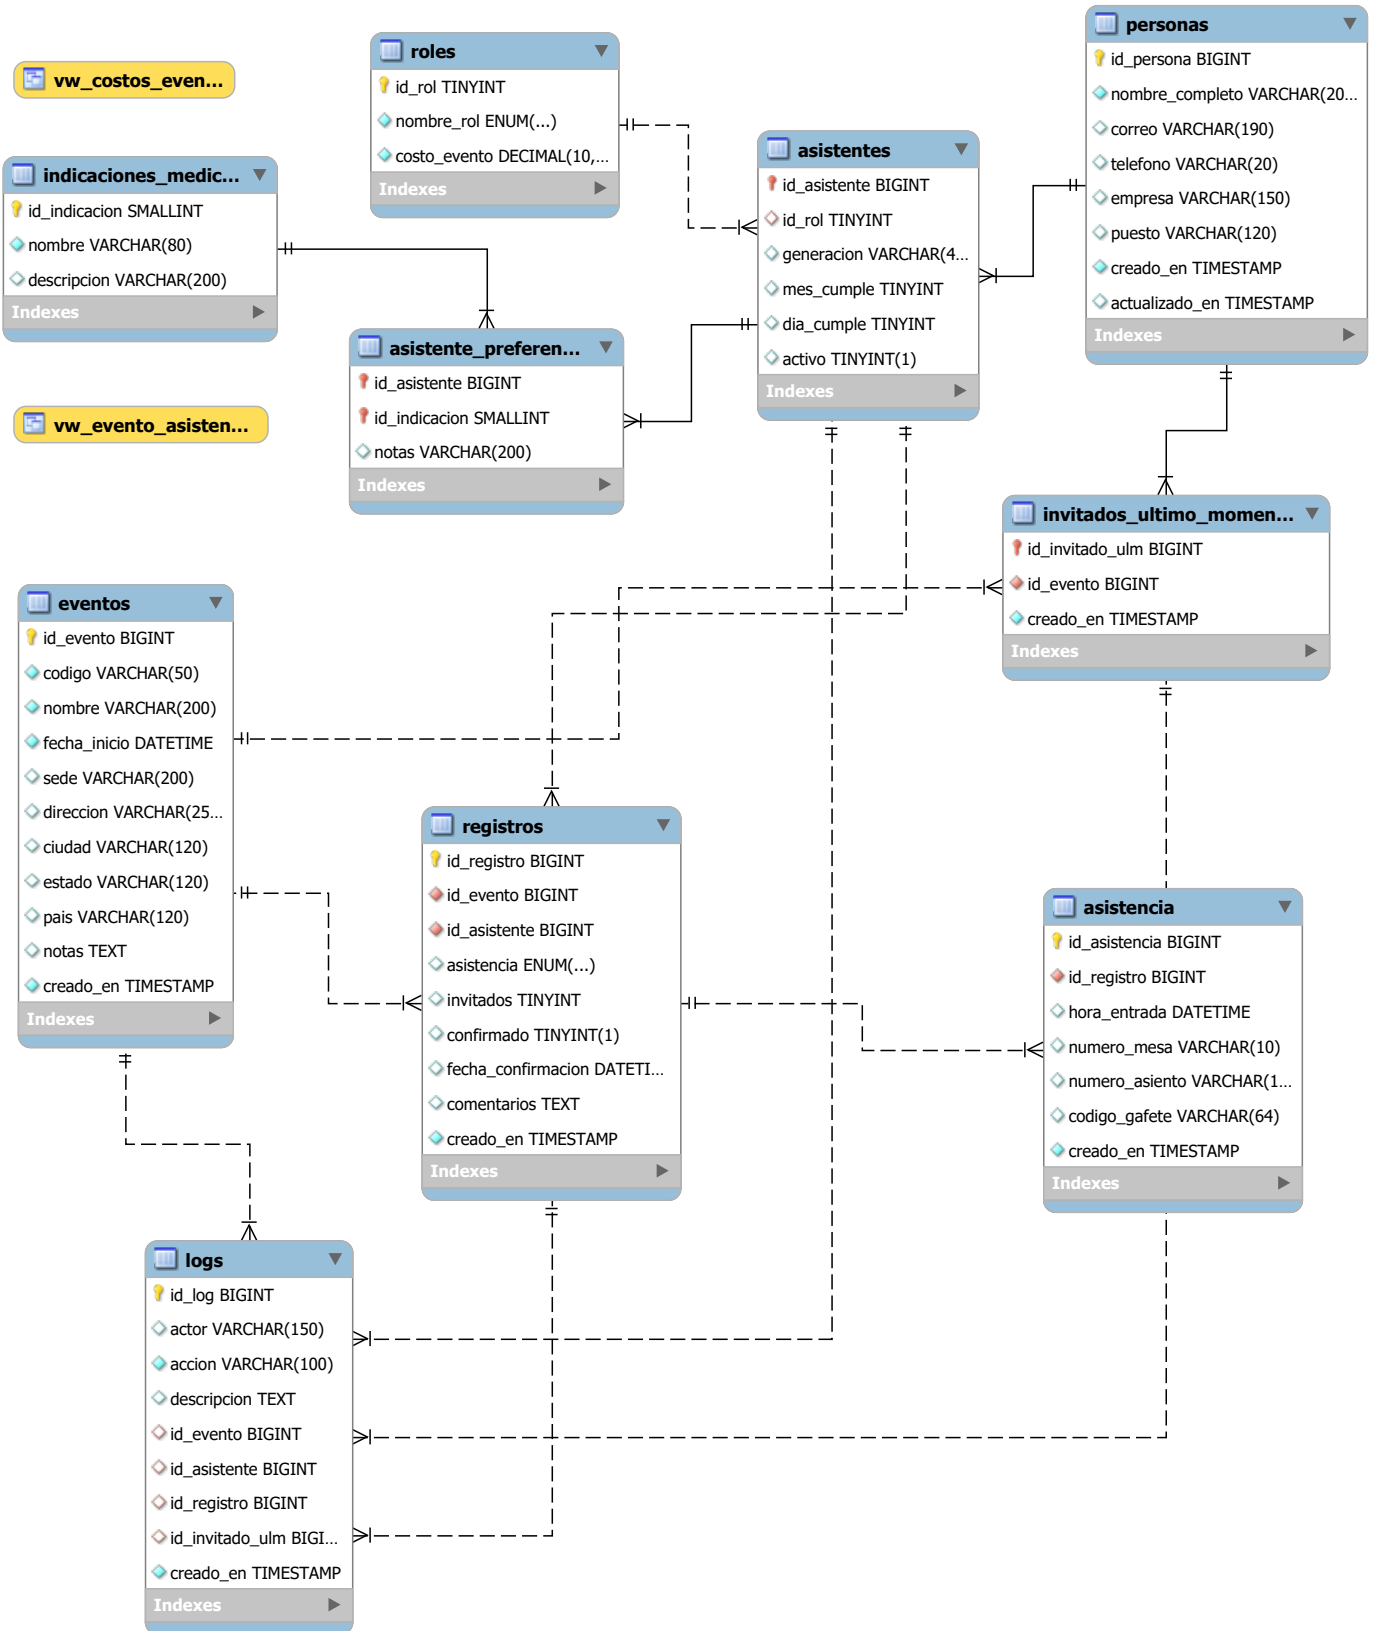 vw_costos_even...
indicaciones_medic...
id_indicacion SMALLINT
nombre VARCHAR(80)
descripcion VARCHAR(200)
Indexes
vw_evento_asisten...
roles
id_rol TINYINT
nombre_rol ENUM(...)
costo_evento DECIMAL(10,...
Indexes
asistente_preferen...
id_asistente BIGINT
id_indicacion SMALLINT
notas VARCHAR(200)
Indexes
asistentes
id_asistente BIGINT
id_rol TINYINT
generacion VARCHAR(4...
mes_cumple TINYINT
dia_cumple TINYINT
activo TINYINT(1)
Indexes
personas
id_persona BIGINT
nombre_completo VARCHAR(20...
correo VARCHAR(190)
telefono VARCHAR(20)
empresa VARCHAR(150)
puesto VARCHAR(120)
creado_en TIMESTAMP
actualizado_en TIMESTAMP
Indexes
invitados_ultimo_momen...
id_invitado_ulm BIGINT
id_evento BIGINT
creado_en TIMESTAMP
Indexes
eventos
id_evento BIGINT
codigo VARCHAR(50)
nombre VARCHAR(200)
fecha_inicio DATETIME
sede VARCHAR(200)
direccion VARCHAR(25...
ciudad VARCHAR(120)
estado VARCHAR(120)
pais VARCHAR(120)
notas TEXT
creado_en TIMESTAMP
Indexes
registros
id_registro BIGINT
id_evento BIGINT
id_asistente BIGINT
asistencia ENUM(...)
invitados TINYINT
confirmado TINYINT(1)
fecha_confirmacion DATETI...
comentarios TEXT
creado_en TIMESTAMP
Indexes
asistencia
id_asistencia BIGINT
id_registro BIGINT
hora_entrada DATETIME
numero_mesa VARCHAR(10)
numero_asiento VARCHAR(1...
codigo_gafete VARCHAR(64)
creado_en TIMESTAMP
Indexes
logs
id_log BIGINT
actor VARCHAR(150)
accion VARCHAR(100)
descripcion TEXT
id_evento BIGINT
id_asistente BIGINT
id_registro BIGINT
id_invitado_ulm BIGI...
creado_en TIMESTAMP
Indexes